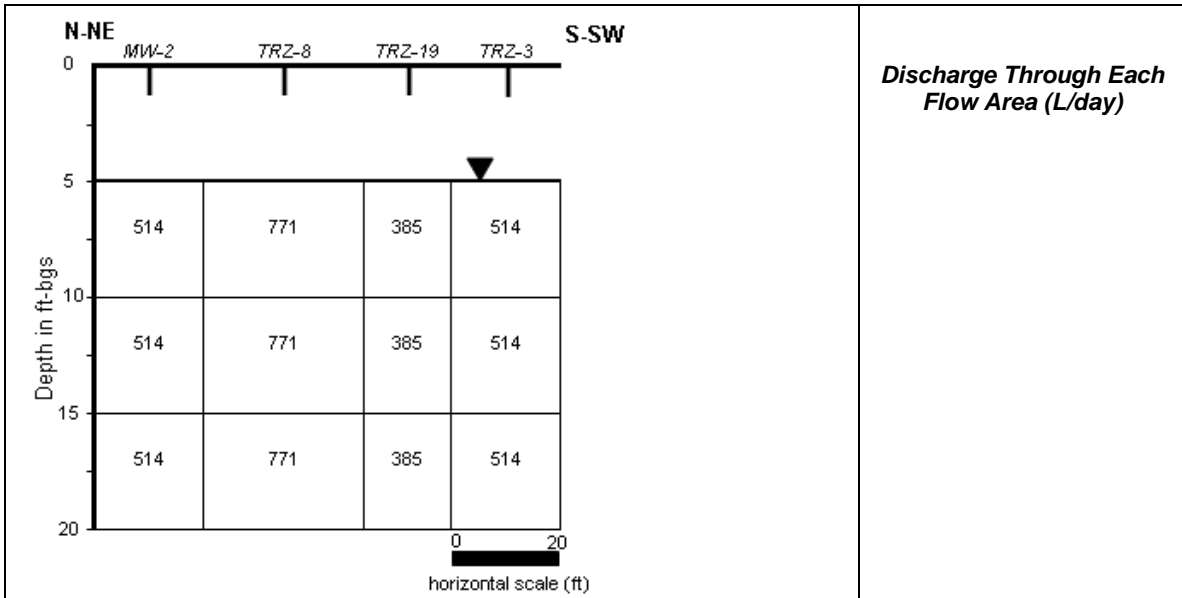 N-NE
S-SW
MW-2 TRZ-8 TRZ-19 TRZ-3
0
5
514 771 385 514
10
514 771 385 514
15
514 771 385 514
20
Depth in ft-bgs
0 20
horizontal scale (ft)
Discharge Through Each
Flow Area (L/day)